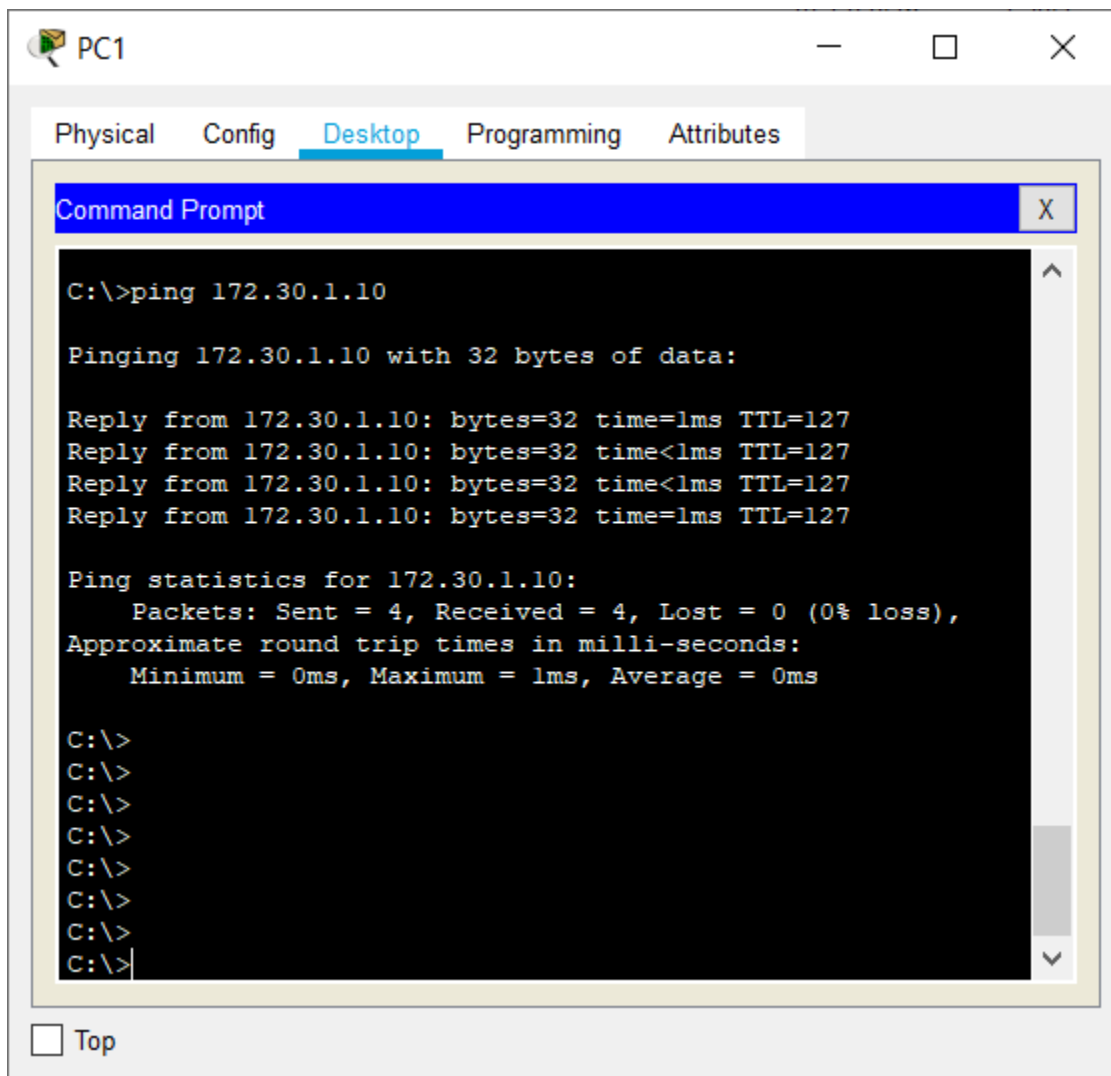 PC1
Physical Config Desktop Programming Attributes
Command Prompt X
C:\>ping 172.30.1.10
Pinging 172.30.1.10 with 32 bytes of data:
Reply from 172.30.1.10: bytes=32 time=1ms TTL=127
Reply from 172.30.1.10: bytes=32 time<1ms TTL=127
Reply from 172.30.1.10: bytes=32 time<1ms TTL=127
Reply from 172.30.1.10: bytes=32 time=1ms TTL=127
Ping statistics for 172.30.1.10:
    Packets: Sent = 4, Received = 4, Lost = 0 (0% loss),
Approximate round trip times in milli-seconds:
    Minimum = 0ms, Maximum = 1ms, Average = 0ms
C:\>
C:\>
C:\>
C:\>
C:\>
C:\>
C:\>
C:\>
Top